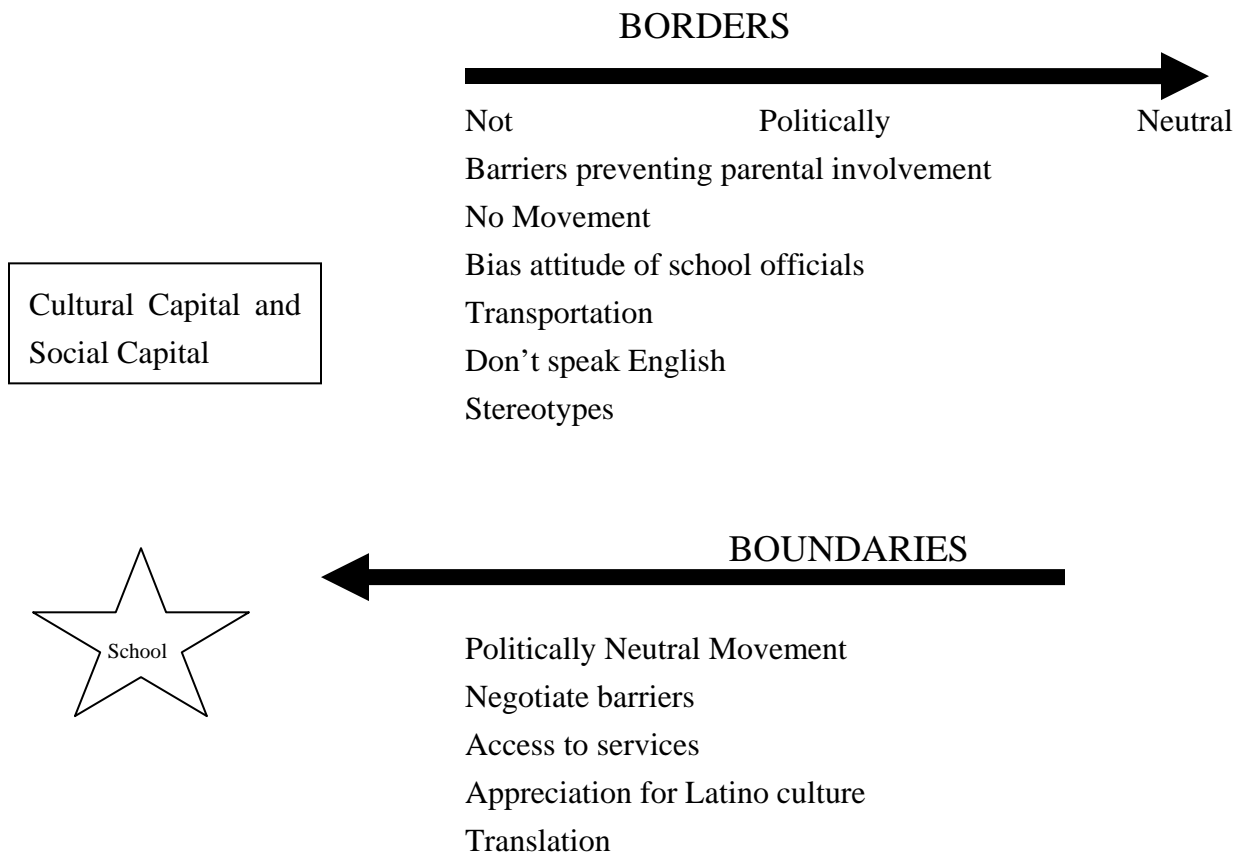 BORDERS
Not Politically Neutral
Barriers preventing parental involvement
No Movement
Bias attitude of school officials
Transportation
Don’t speak English
Stereotypes
Cultural Capital and
Social Capital
BOUNDARIES
School
Politically Neutral Movement
Negotiate barriers
Access to services
Appreciation for Latino culture
Translation